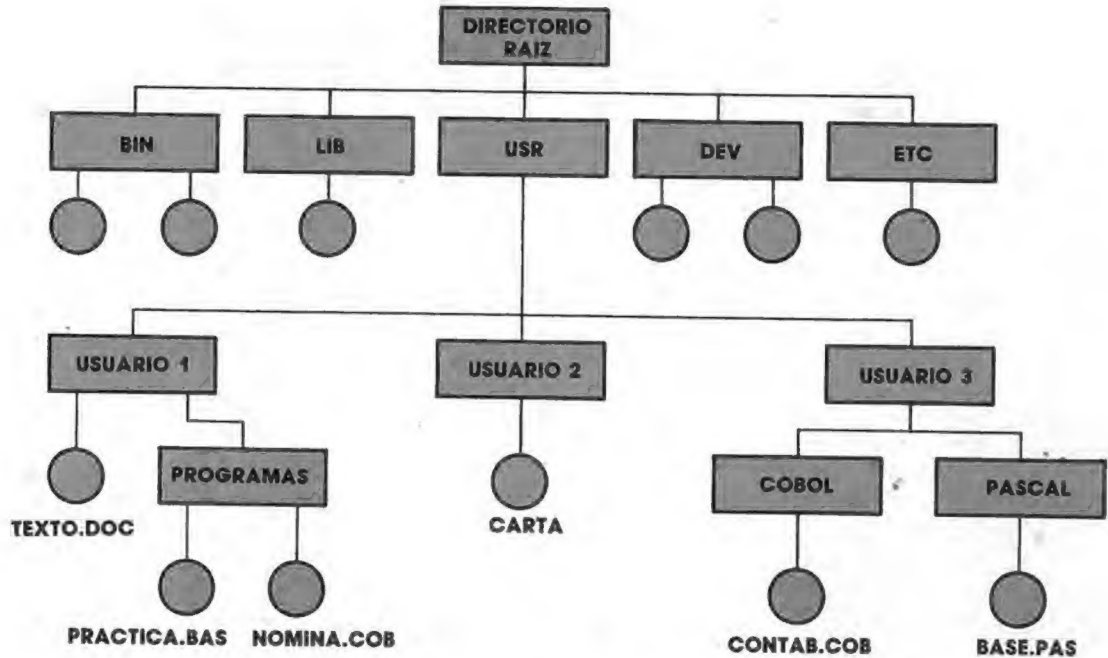 DIRECTORIO
RAIZ
BIN
LIB
USR
DEV
ETC
USUARIO 1
USUARIO 2
USUARIO 3
PROGRAMAS
COBOL
PASCAL
TEXTO.DOC
CARTA
PRACTICA.BAS
NOMINA.COB
CONTAB.COB
BASE.PAS